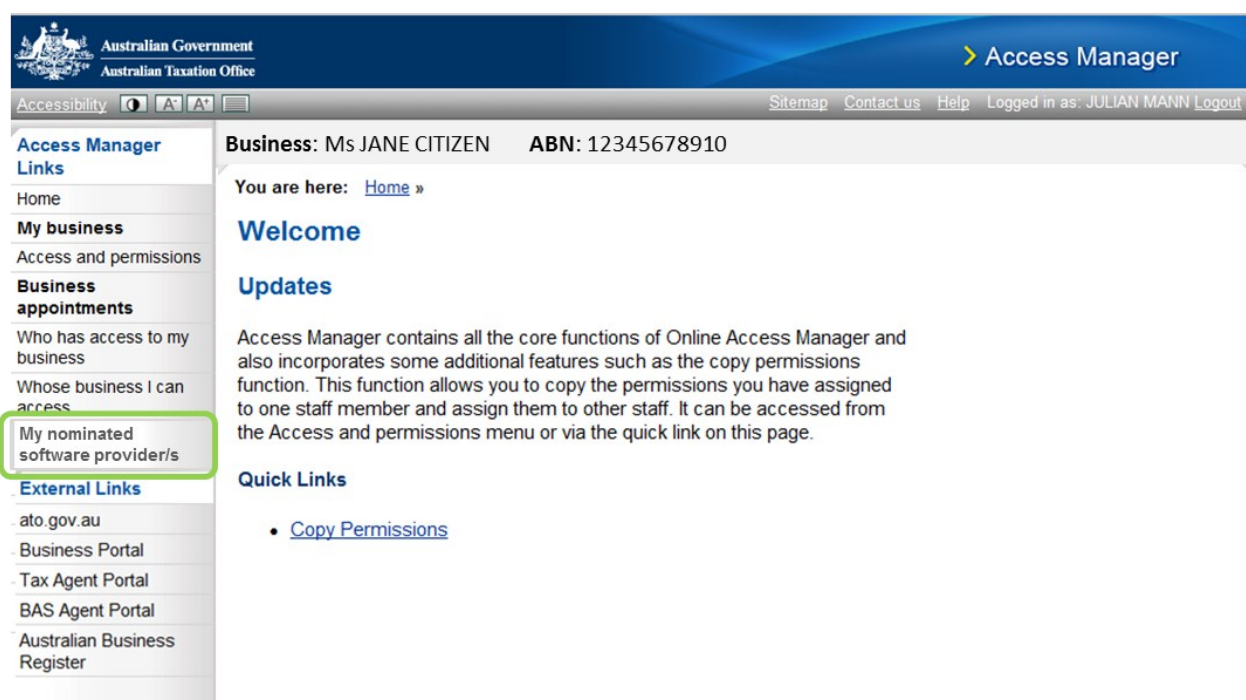 Australian Government
Australian Taxation Office
Access Manager
Accessibility A- A+
Sitemap Contact us Help Logged in as: JULIAN MANN Logout
Access Manager
Links
Home
My business
Access and permissions
Business
appointments
Who has access to my
business
Whose business I can
access
My nominated
software provider/s
External Links
ato.gov.au
Business Portal
Tax Agent Portal
BAS Agent Portal
Australian Business
Register
Business: Ms JANE CITIZEN ABN: 12345678910
You are here: Home »
Welcome
Updates
Access Manager contains all the core functions of Online Access Manager and
also incorporates some additional features such as the copy permissions
function. This function allows you to copy the permissions you have assigned
to one staff member and assign them to other staff. It can be accessed from
the Access and permissions menu or via the quick link on this page.
Quick Links
• Copy Permissions